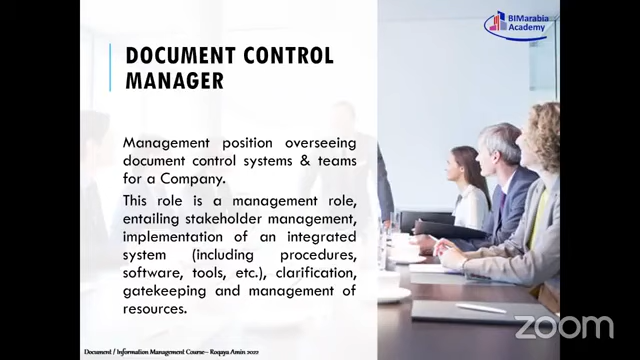 BIMarabia
Academy
DOCUMENT CONTROL
MANAGER
Management position overseeing
document control systems & teams
for a Company.
This role is a management role,
entailing stakeholder management,
implementation of an integrated
system (including procedures,
software, tools, etc.), clarification,
gatekeeping and management of
resources.
Document / Information Management Course– Roqaya Amin 2022
zoom